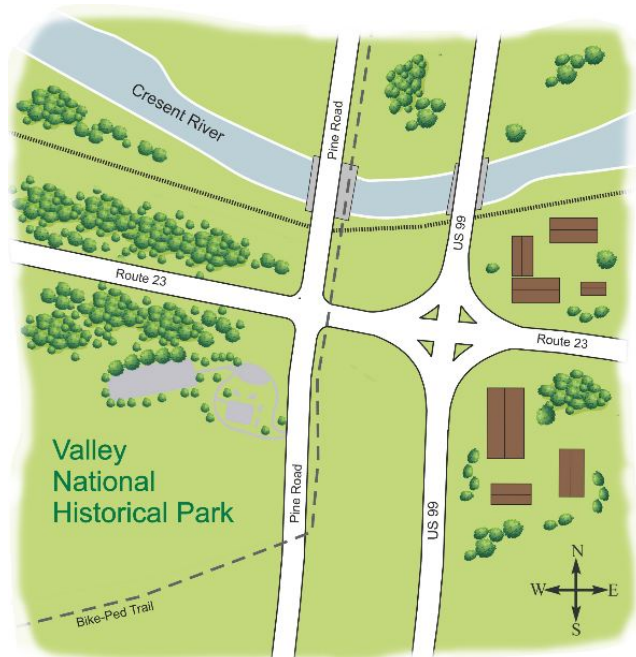 Cresent River
Pine Road
US 99
Route 23
Route 23
Valley
National
Historical Park
Pine Road
US 99
Bike-Ped Trail
N
W E
S